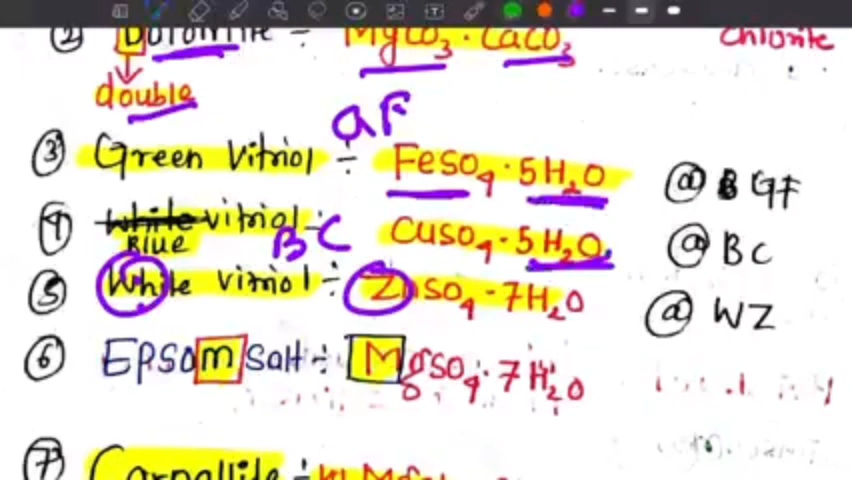 ② Dolomite ÷ MgCO₃·CaCO₃ Chlorite
double
GF
③ Green Vitriol ÷ FeSO₄·5H₂O @ GF
④ White vitriol ÷ CuSO₄·5H₂O @ BC
Blue BC
⑤ White vitriol ÷ ZnSO₄·7H₂O @ WZ
⑥ Epsom salt ÷ MgSO₄·7H₂O
⑦ Carnallite ÷